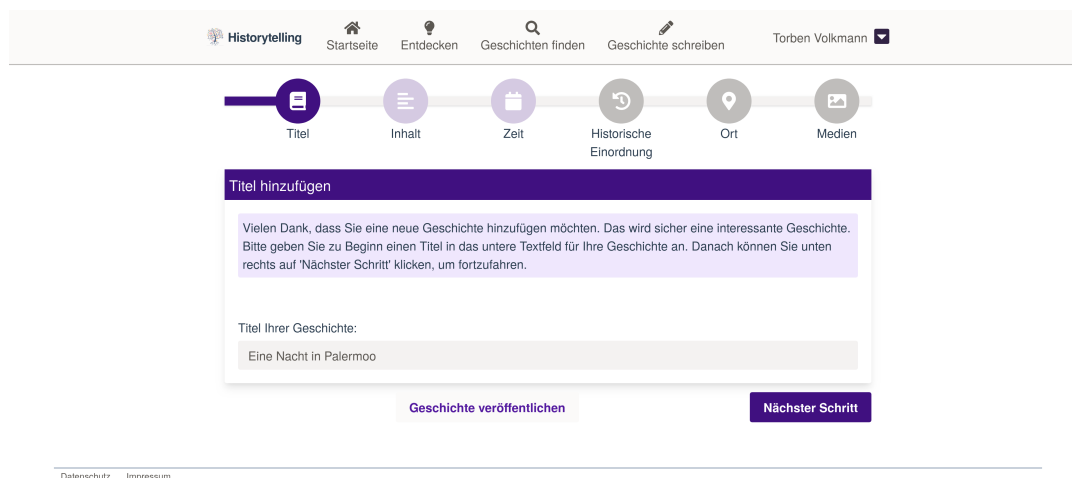 Historytelling
Startseite
Entdecken
Geschichten finden
Geschichte schreiben
Torben Volkmann
Titel
Inhalt
Zeit
Historische
Einordnung
Ort
Medien
Titel hinzufügen
Vielen Dank, dass Sie eine neue Geschichte hinzufügen möchten. Das wird sicher eine interessante Geschichte.
Bitte geben Sie zu Beginn einen Titel in das untere Textfeld für Ihre Geschichte an. Danach können Sie unten
rechts auf 'Nächster Schritt' klicken, um fortzufahren.
Titel Ihrer Geschichte:
Eine Nacht in Palermoo
Geschichte veröffentlichen
Nächster Schritt
Datenschutz Impressum